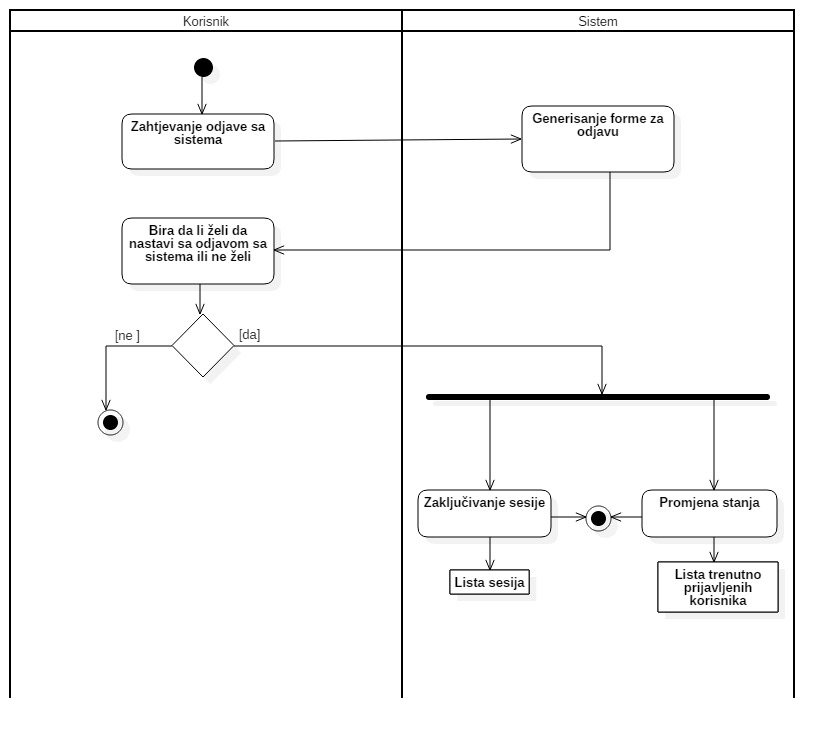 Korisnik
Sistem
Zahtjevanje odjave sa
sistema
Generisanje forme za
odjavu
Bira da li želi da
nastavi sa odjavom sa
sistema ili ne želi
[ne ]
[da]
Zaključivanje sesije
Promjena stanja
Lista sesija
Lista trenutno
prijavljenih
korisnika